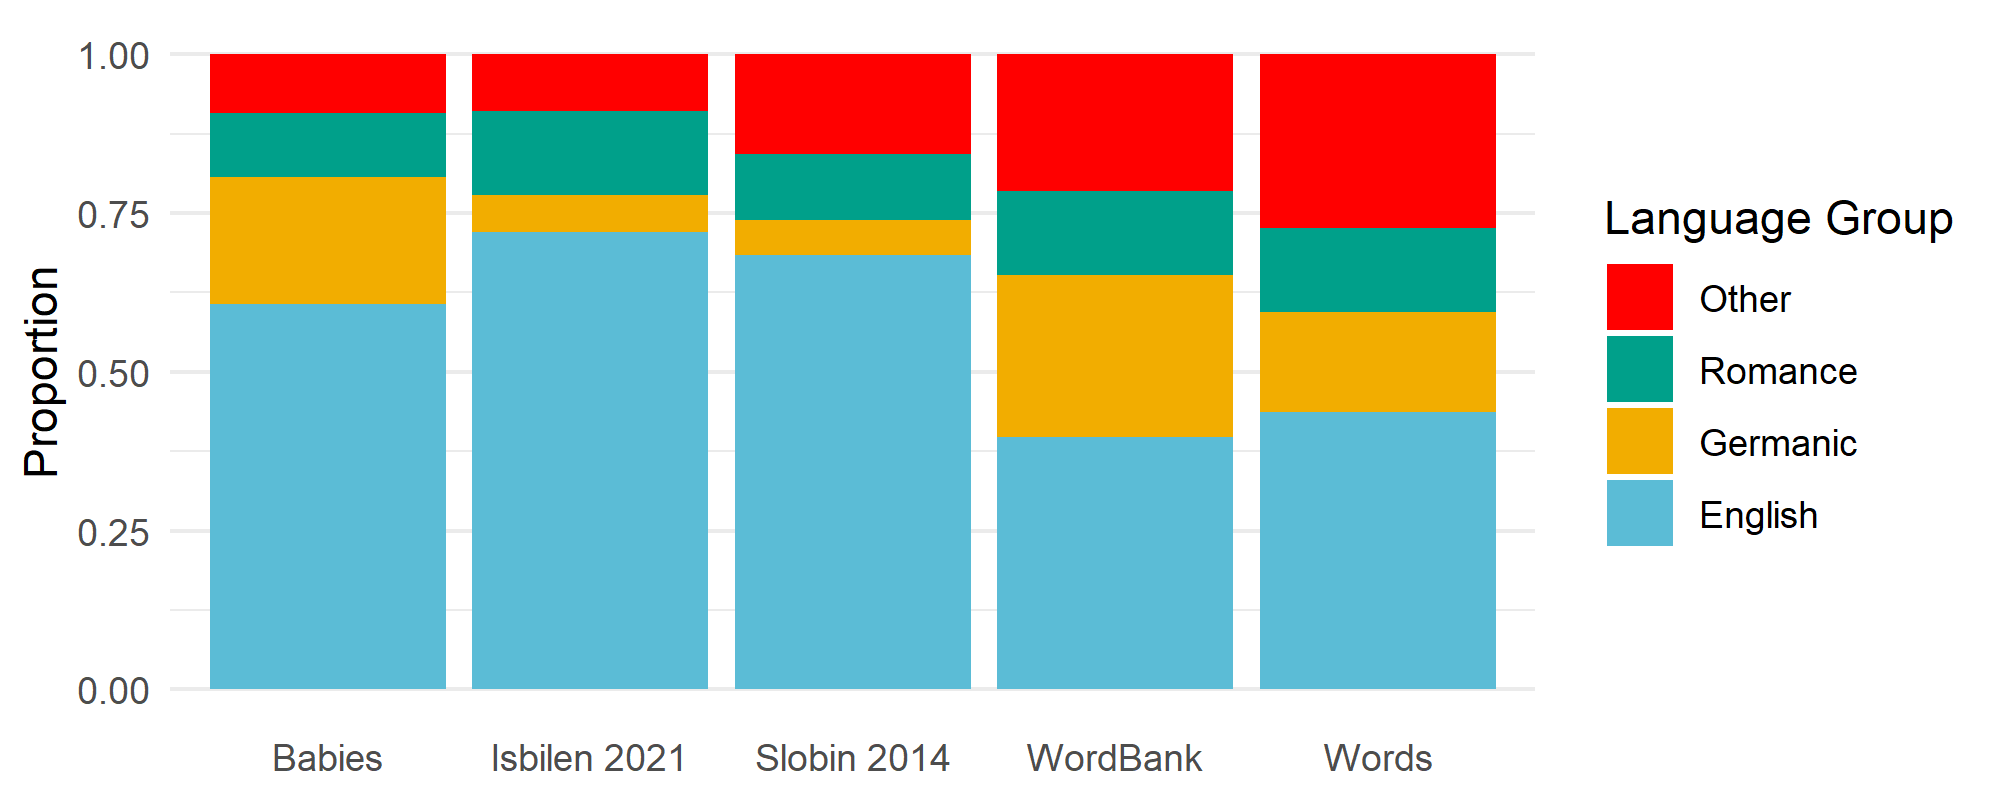 1.00
0.75
0.50
0.25
0.00
Proportion
Babies
Isbilen 2021
Slobin 2014
WordBank
Words
Language Group
Other
Romance
Germanic
English